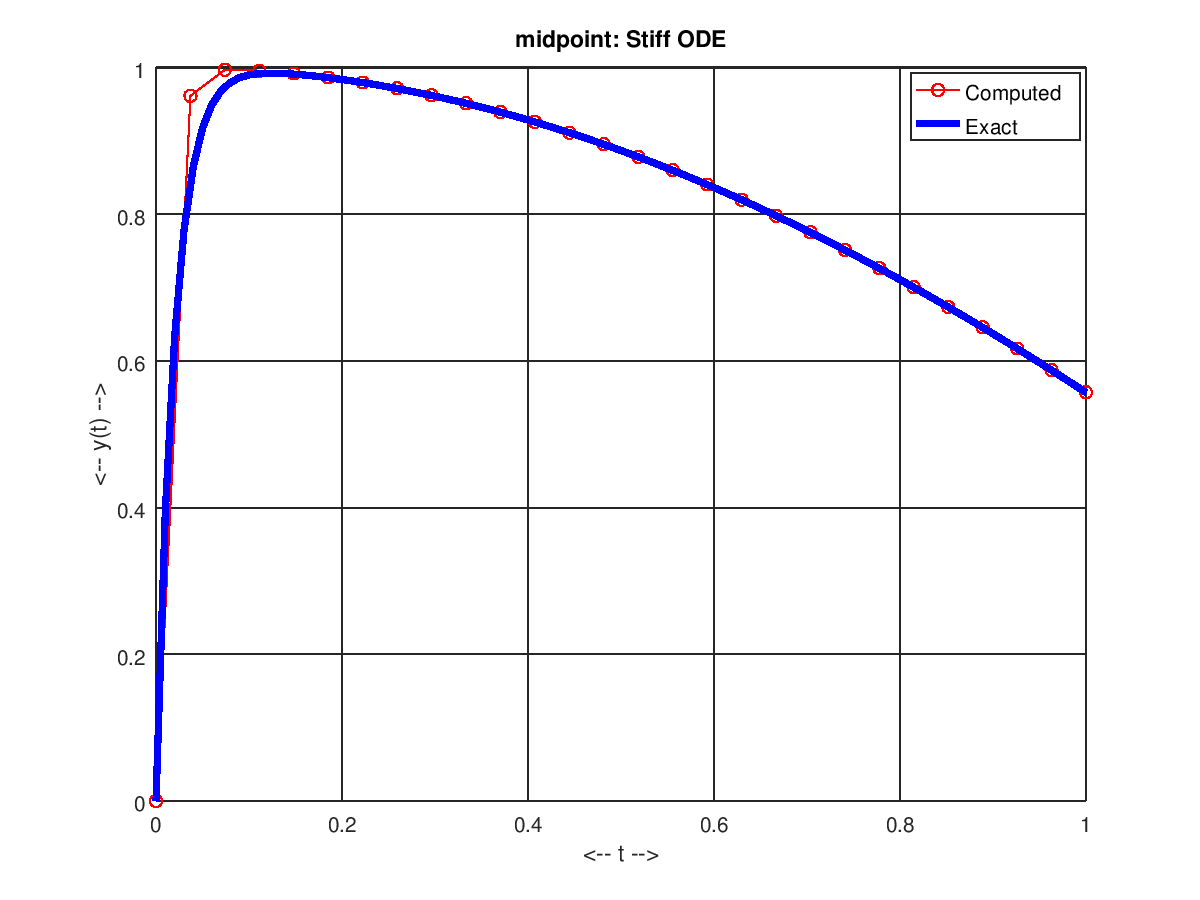 midpoint: Stiff ODE
Computed
Exact
1
0.8
0.6
0.4
0.2
0
<-- y(t) -->
0 0.2 0.4 0.6 0.8 1
<-- t -->